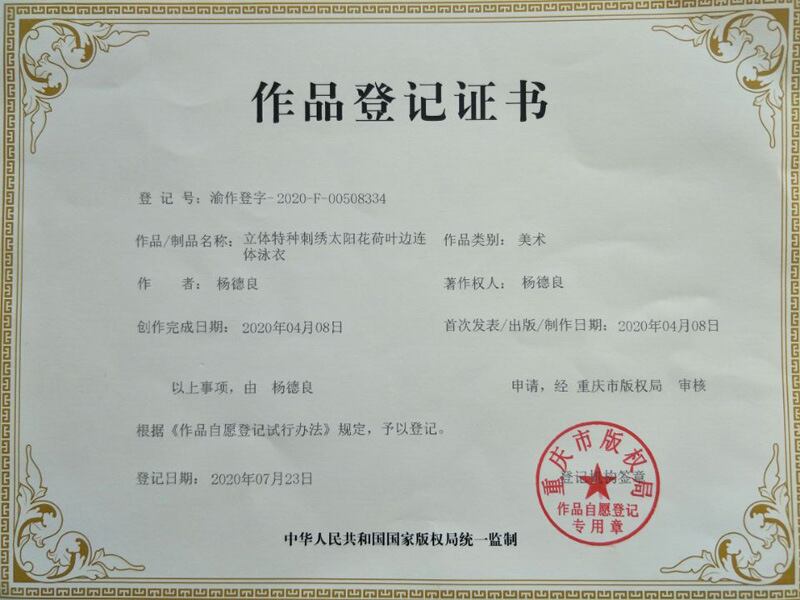 作品登记证书
登 记 号：渝作登字-2020-F-00508334
作品/制品名称：立体特种刺绣太阳花荷叶边连 作品类别：美术
体泳衣
作 者：杨德良 著作权人：杨德良
创作完成日期：2020年04月08日 首次发表/出版/制作日期：2020年04月08日
以上事项，由 杨德良 申请，经 重庆市版权局 审核
根据《作品自愿登记试行办法》规定，予以登记。
登记日期：2020年07月23日 登记机构签章
重庆市版权局
作品自愿登记
专用章
中华人民共和国国家版权局统一监制